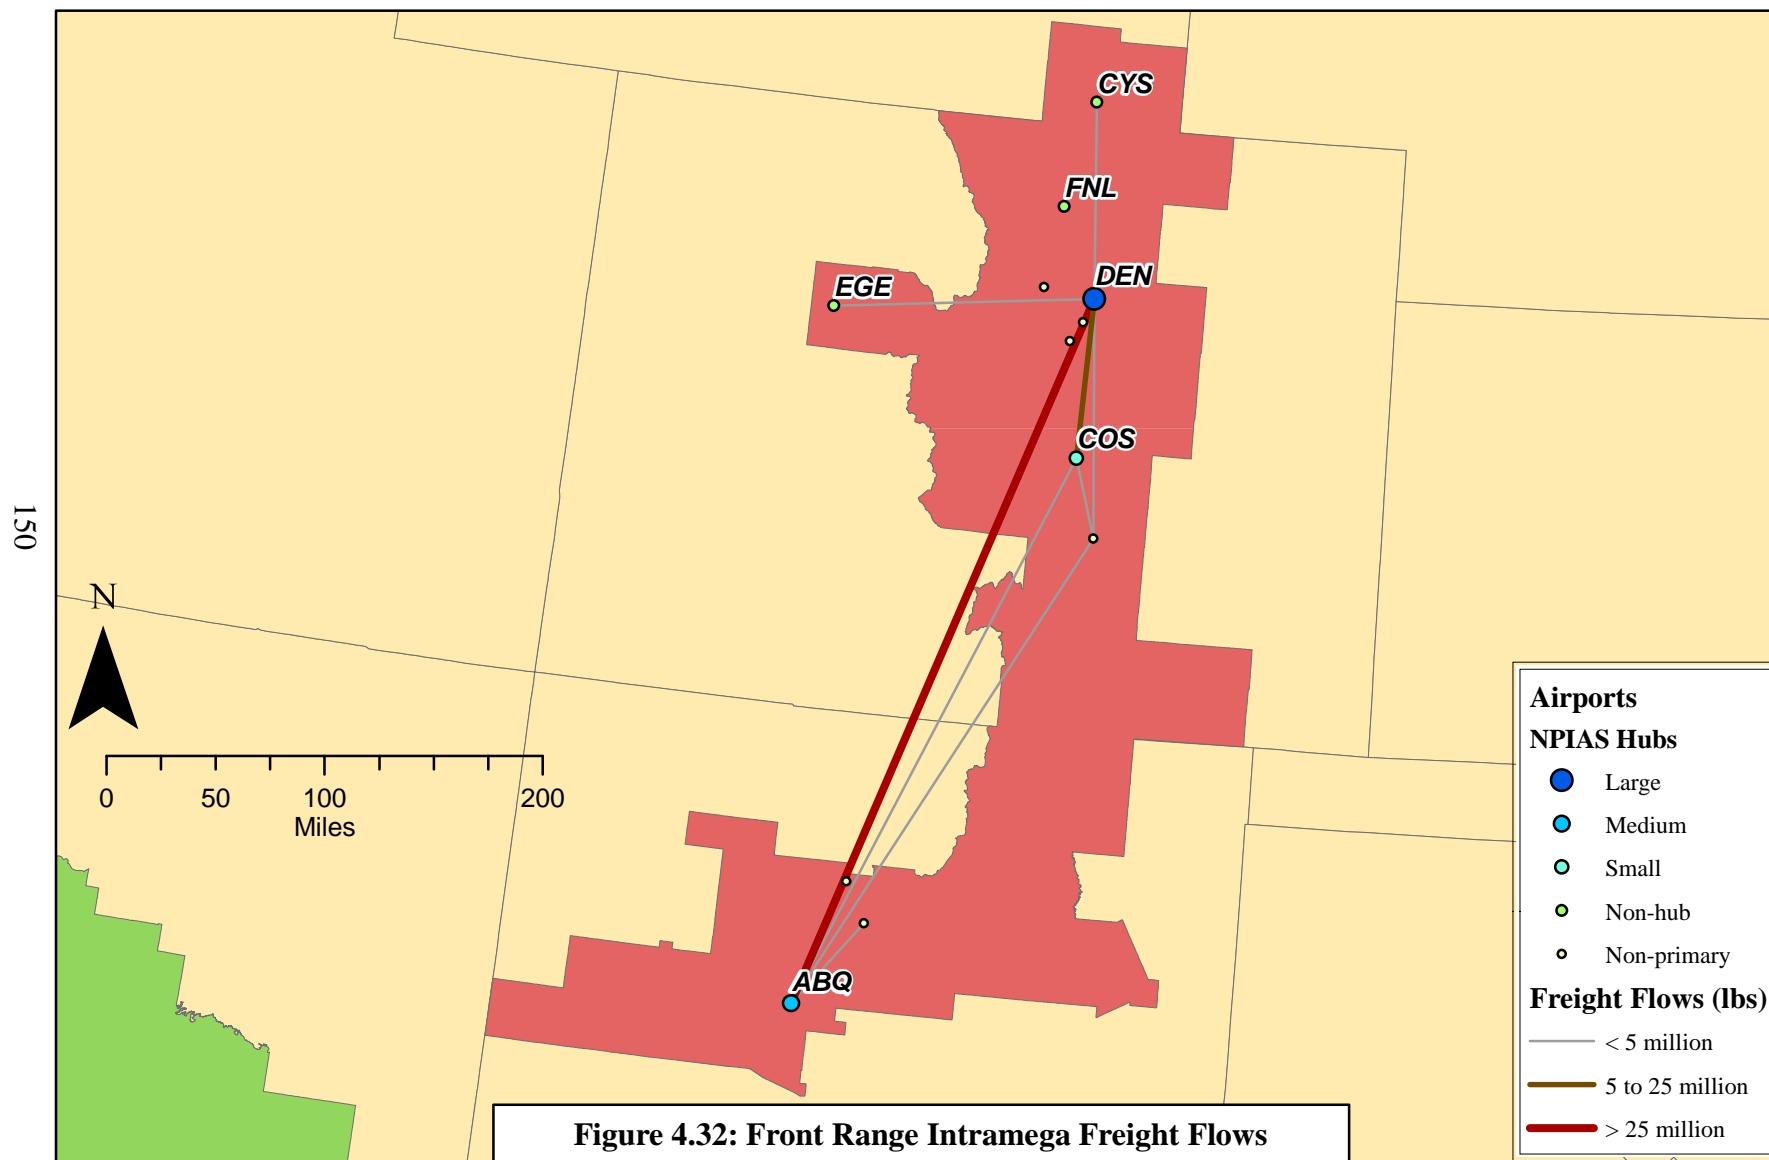 CYS
FNL
DEN
EGE
COS
150
N
0 50 100 200
Miles
ABQ
Airports
NPIAS Hubs
Large
Medium
Small
Non-hub
Non-primary
Freight Flows (lbs)
< 5 million
5 to 25 million
> 25 million
Figure 4.32: Front Range Intramega Freight Flows